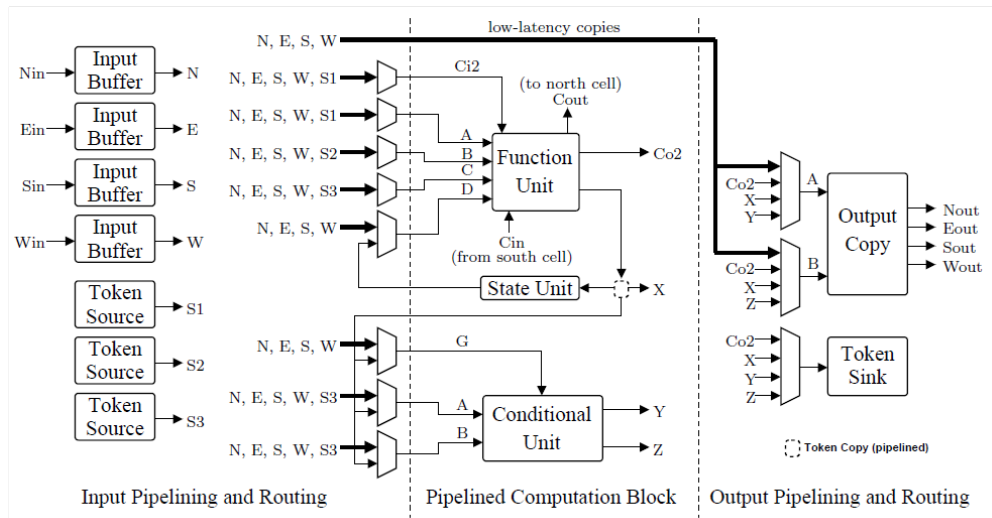 low-latency copies
N, E, S, W
Nin
Input
Buffer
N
Ein
Input
Buffer
E
Sin
Input
Buffer
S
Win
Input
Buffer
W
Token
Source
S1
Token
Source
S2
Token
Source
S3
Input Pipelining and Routing
N, E, S, W, S1
Ci2
N, E, S, W, S1
A
N, E, S, W, S2
B
N, E, S, W, S3
C
N, E, S, W
D
(to north cell)
Cout
Function
Unit
Co2
Cin
(from south cell)
State Unit
X
N, E, S, W
G
N, E, S, W, S3
A
N, E, S, W, S3
B
Conditional
Unit
Y
Z
Pipelined Computation Block
Co2
X
Y
A
Co2
X
Z
B
Output
Copy
Nout
Eout
Sout
Wout
Co2
X
Y
Z
Token
Sink
Token Copy (pipelined)
Output Pipelining and Routing